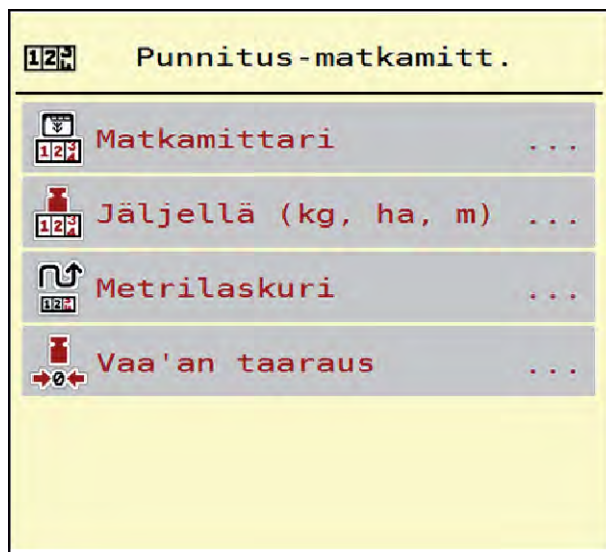 Punnitus-matkamitt.
Matkamittari ...
Jäljellä (kg, ha, m) ...
Metrilaskuri ...
Vaa'an taaraus ...